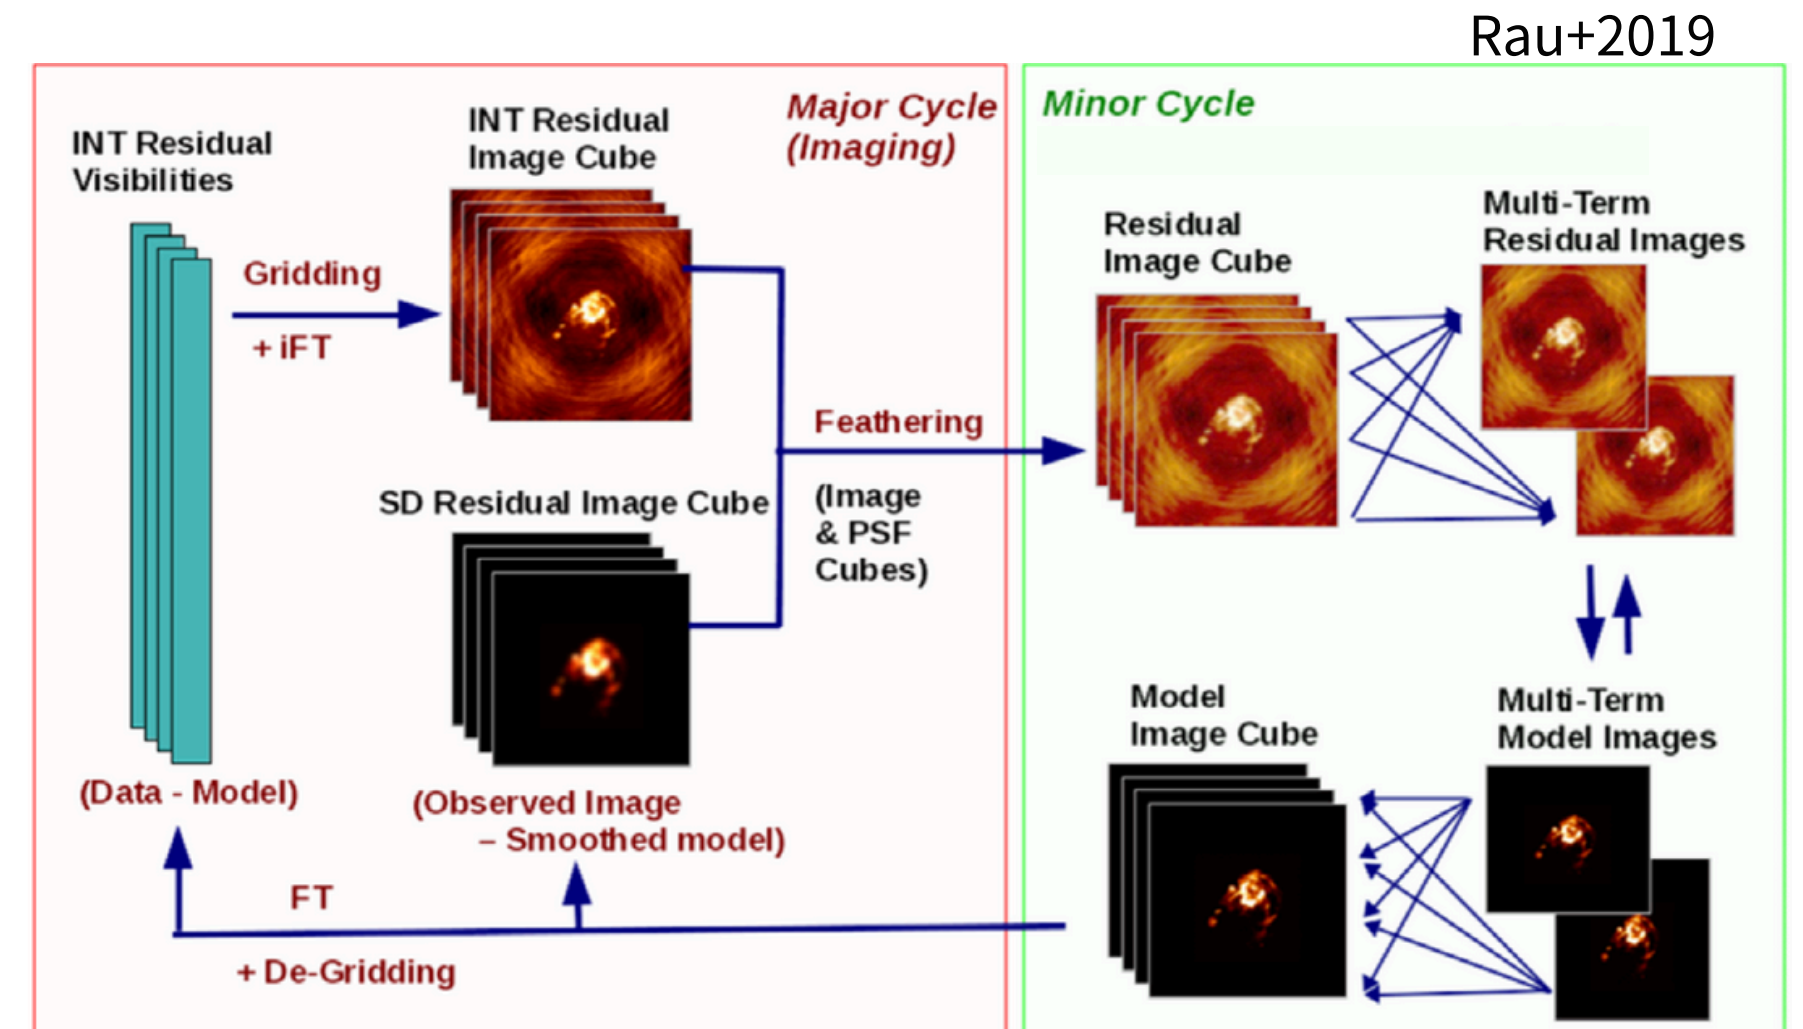 Rau+2019
Major Cycle
(Imaging)
INT Residual
Visibilities
INT Residual
Image Cube
Gridding
+ iFT
SD Residual Image Cube
Feathering
(Image
& PSF
Cubes)
(Data - Model)
(Observed Image
– Smoothed model)
FT
+ De-Gridding
Minor Cycle
Residual
Image Cube
Multi-Term
Residual Images
Model
Image Cube
Multi-Term
Model Images